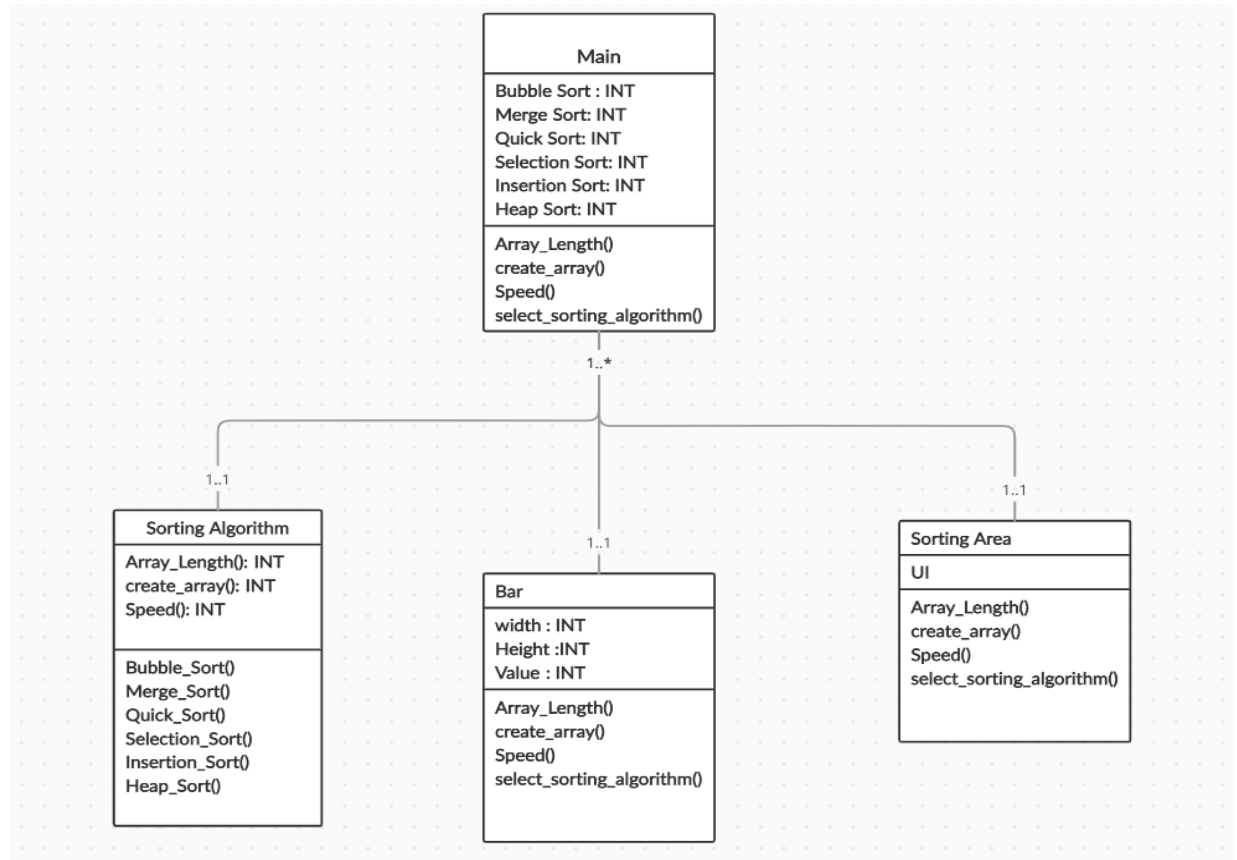 Main
Bubble Sort : INT
Merge Sort: INT
Quick Sort: INT
Selection Sort: INT
Insertion Sort: INT
Heap Sort: INT
Array_Length()
create_array()
Speed()
select_sorting_algorithm()
1..*
1..1
1..1
1..1
Sorting Algorithm
Array_Length(): INT
create_array(): INT
Speed(): INT
Bubble_Sort()
Merge_Sort()
Quick_Sort()
Selection_Sort()
Insertion_Sort()
Heap_Sort()
Bar
width : INT
Height :INT
Value : INT
Array_Length()
create_array()
Speed()
select_sorting_algorithm()
Sorting Area
UI
Array_Length()
create_array()
Speed()
select_sorting_algorithm()